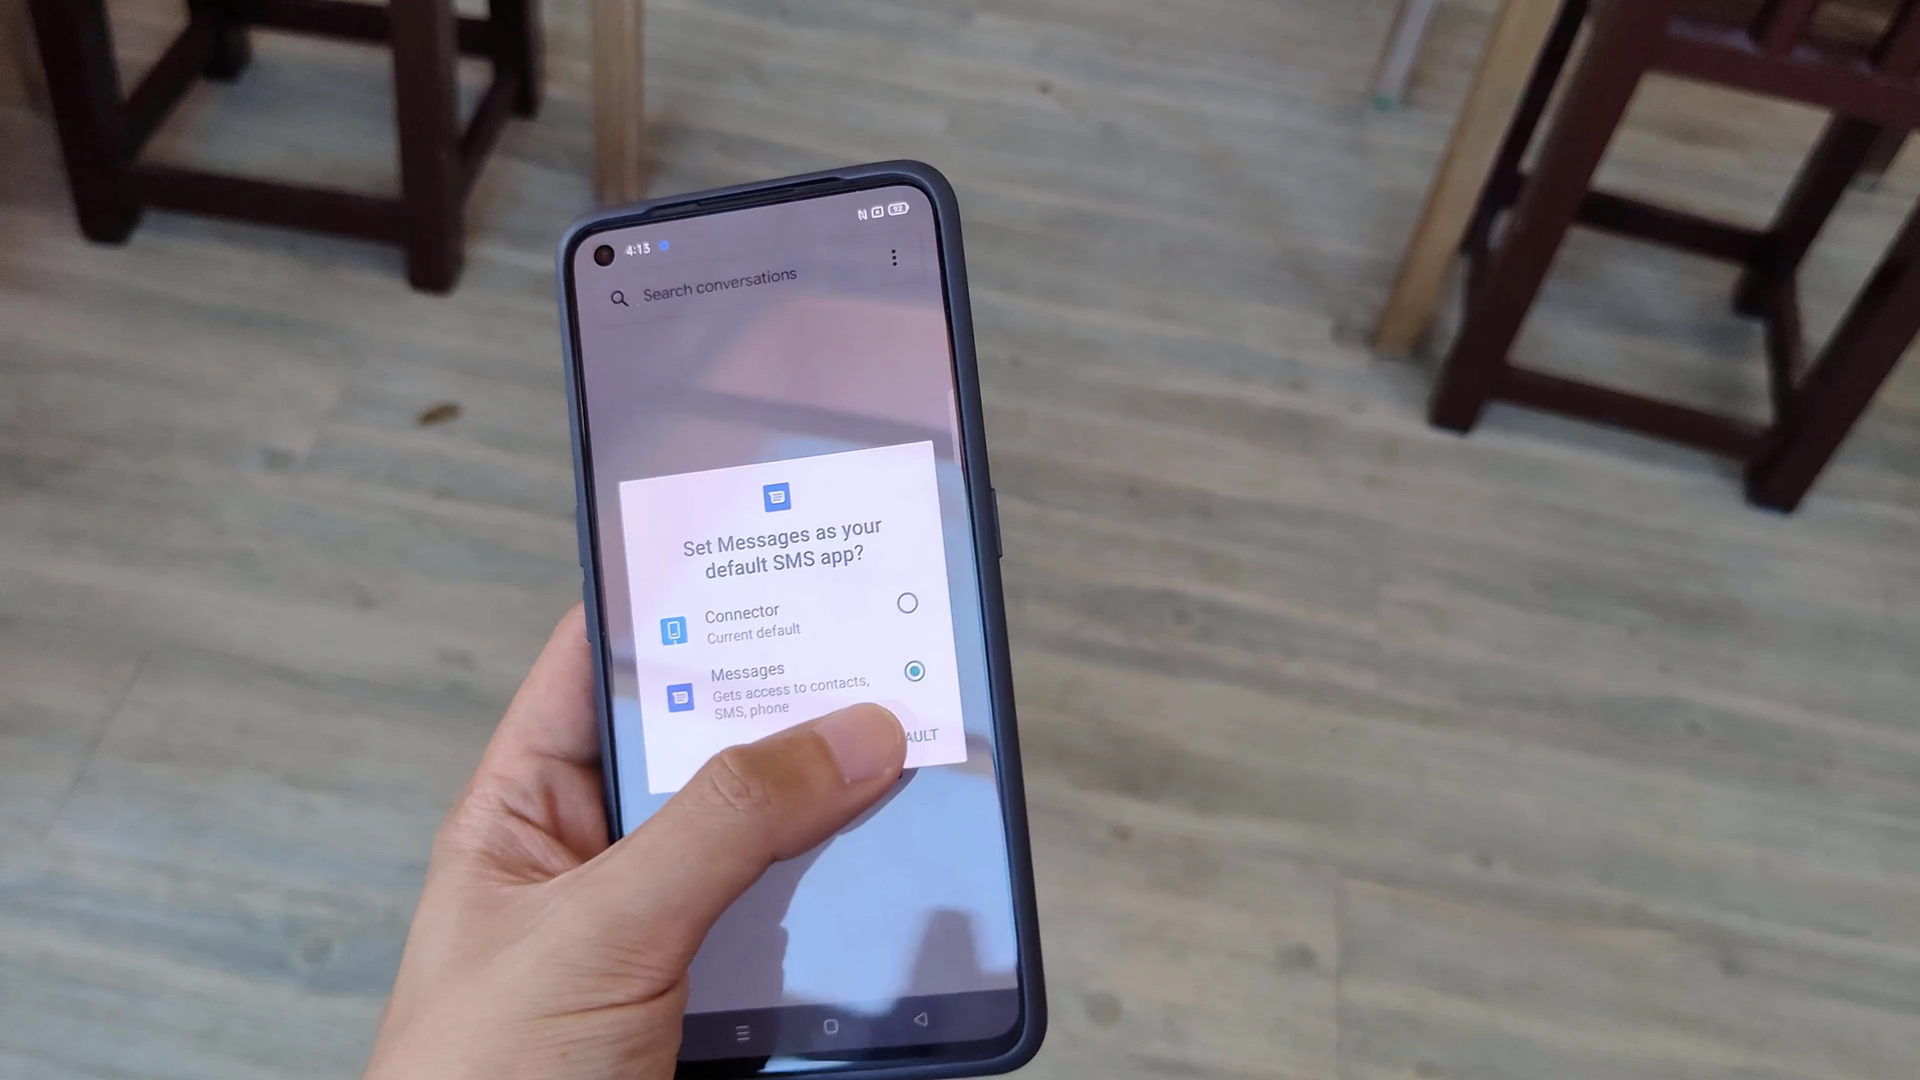 4:13
92
Search conversations
Set Messages as your
default SMS app?
Connector
Current default
Messages
Gets access to contacts,
SMS, phone
AULT